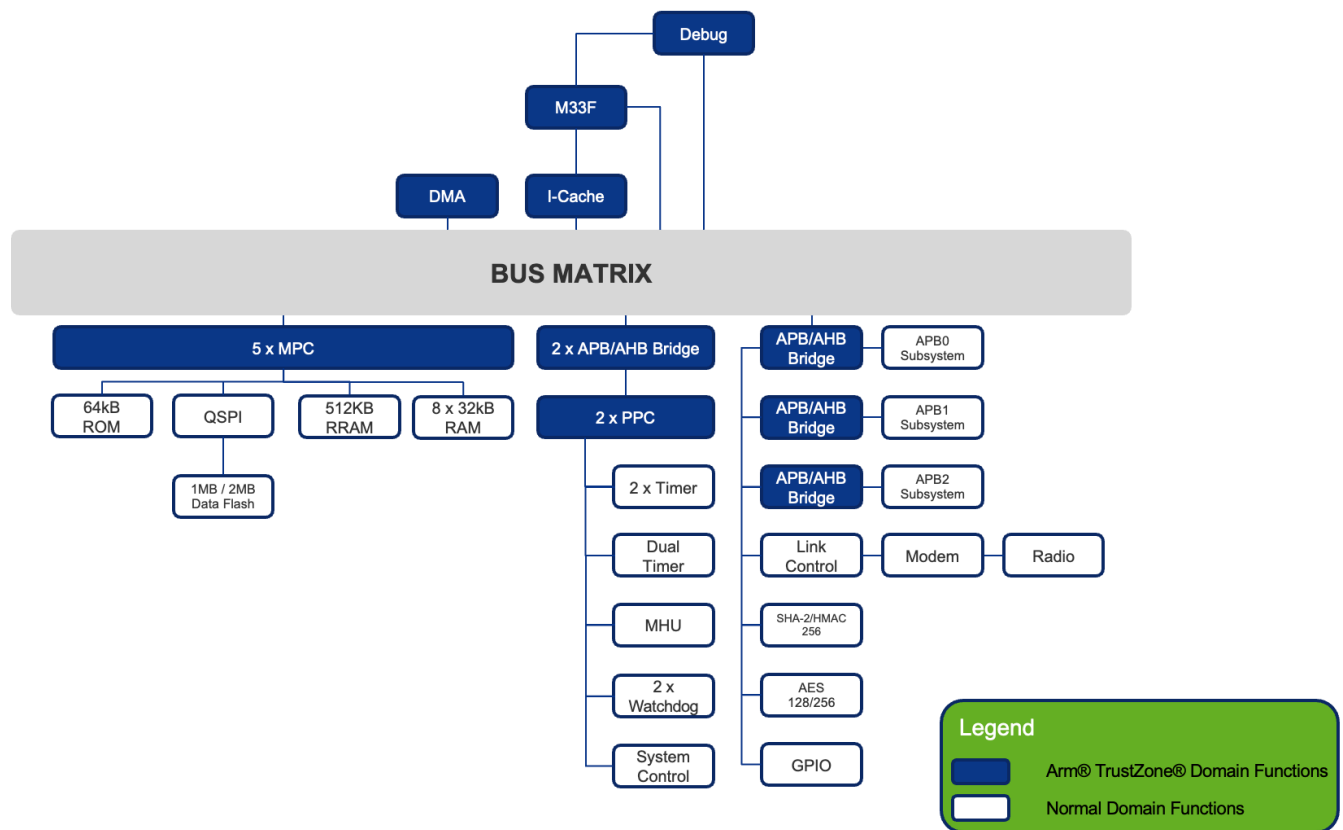 Debug
M33F
DMA
I-Cache
BUS MATRIX
5 x MPC
2 x APB/AHB Bridge
APB/AHB
Bridge
APB0
Subsystem
64kB
ROM
QSPI
512KB
RRAM
8 x 32kB
RAM
2 x PPC
APB/AHB
Bridge
APB1
Subsystem
1MB / 2MB
Data Flash
2 x Timer
APB/AHB
Bridge
APB2
Subsystem
Dual
Timer
Link
Control
Modem
Radio
MHU
SHA-2/HMAC
256
2 x
Watchdog
AES
128/256
System
Control
GPIO
Legend
Arm® TrustZone® Domain Functions
Normal Domain Functions